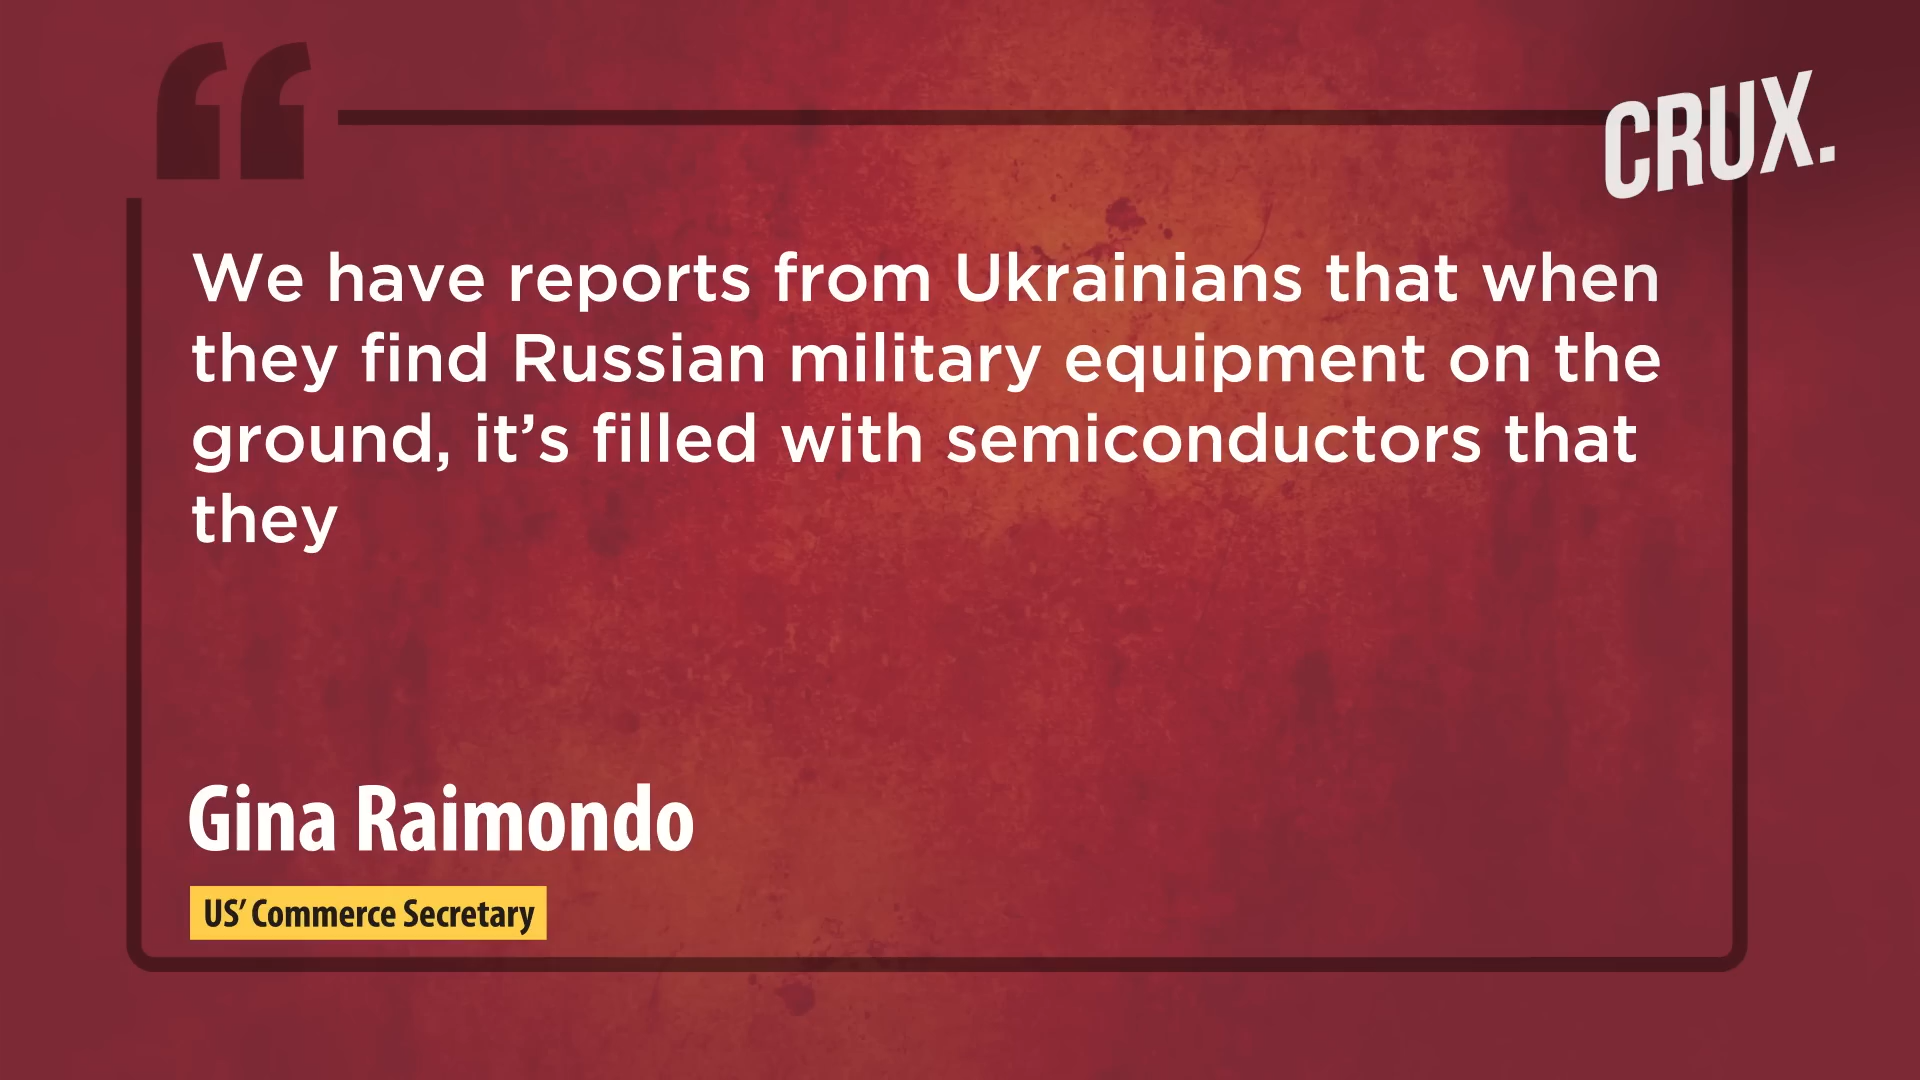 CRUX.
We have reports from Ukrainians that when
they find Russian military equipment on the
ground, it’s filled with semiconductors that
they
Gina Raimondo
US’ Commerce Secretary